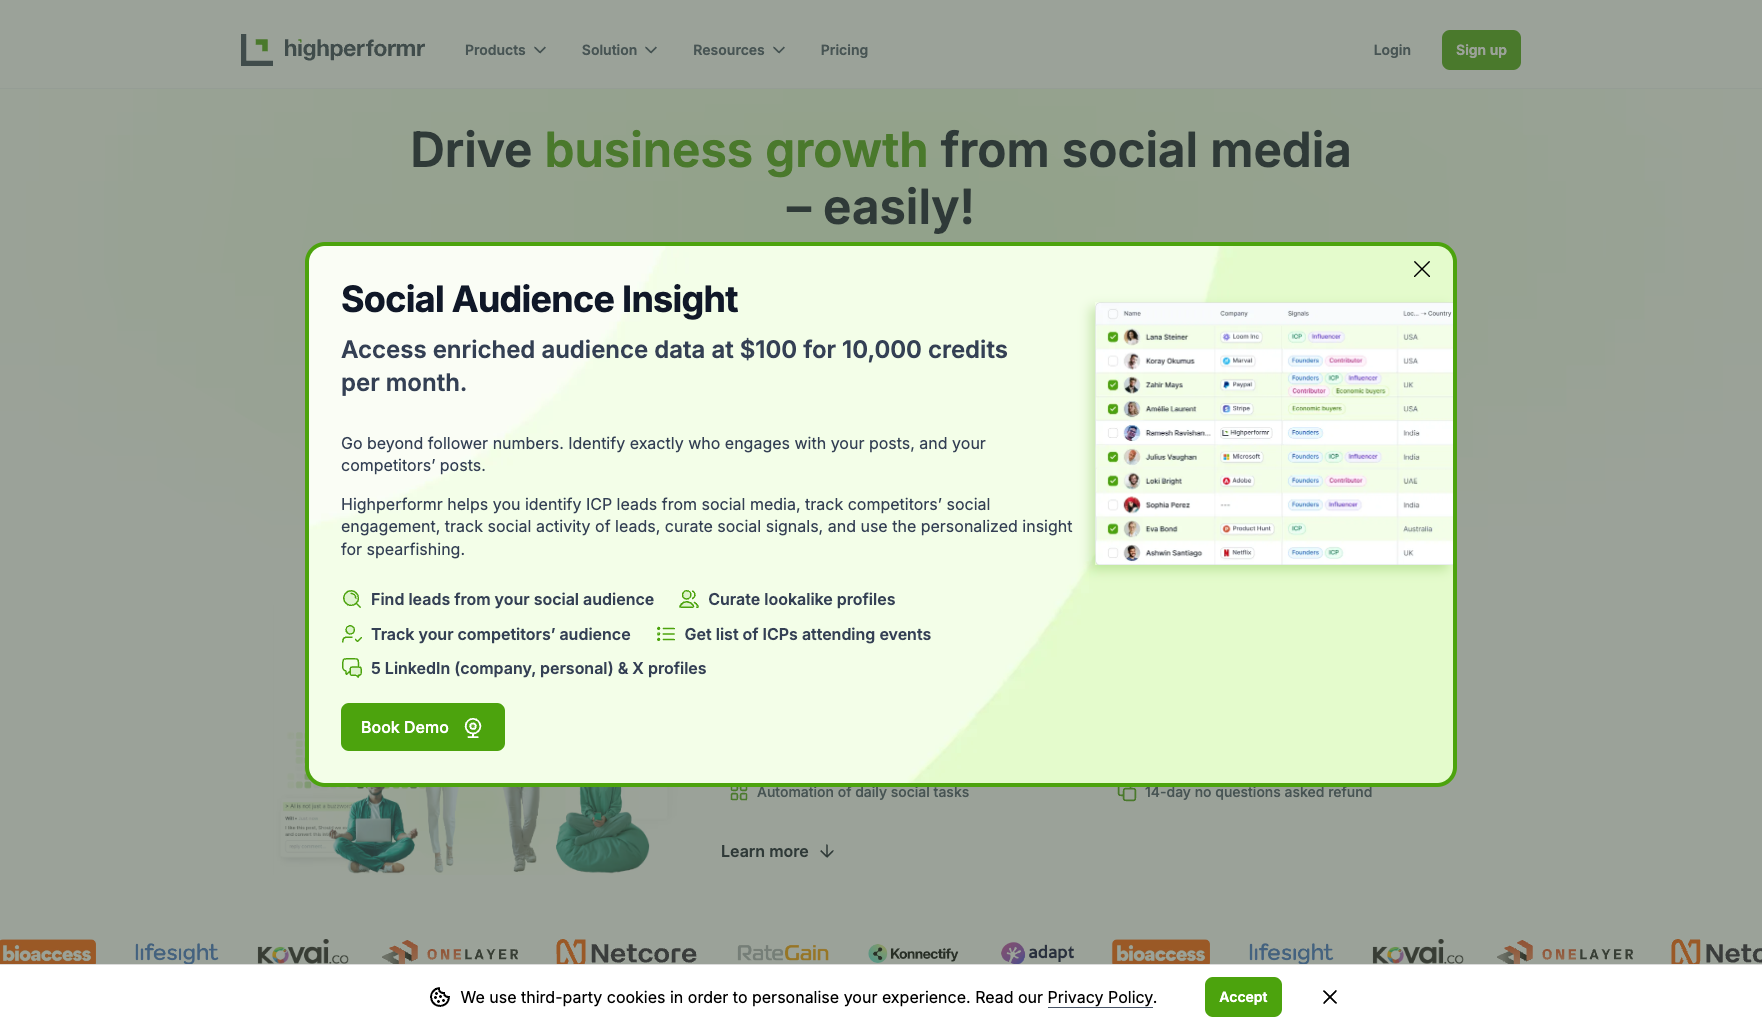 highperformr
Products
Solution
Resources
Pricing
Login
Sign up
Drive business growth from social media
– easily!
Social Audience Insight
Access enriched audience data at $100 for 10,000 credits
per month.
Go beyond follower numbers. Identify exactly who engages with your posts, and your
competitors’ posts.
Highperformr helps you identify ICP leads from social media, track competitors’ social
engagement, track social activity of leads, curate social signals, and use the personalized insight
for spearfishing.
Find leads from your social audience
Curate lookalike profiles
Track your competitors’ audience
Get list of ICPs attending events
5 LinkedIn (company, personal) & X profiles
Book Demo
Name Company Signals Loc... → Country
Lana Steiner Loom Inc ICP Influencer USA
Koray Okumus Marval Founders Contributor USA
Zahir Mays Paypal Founders ICP Influencer UK
Contributor Economic buyers
Amélie Laurent Stripe Economic buyers USA
Ramesh Ravishan... Highperformr Founders India
Julius Vaughan Microsoft Founders ICP Influencer India
Loki Bright Adobe Founders Contributor UAE
Sophia Perez --- Founders Influencer India
Eva Bond Product Hunt ICP Australia
Ashwin Santiago Netflix Founders ICP UK
Automation of daily social tasks
14-day no questions asked refund
Learn more
bioaccess lifesight Kovai.co ONELAYER Netcore RateGain Konnectify adapt bioaccess lifesight Kovai.co ONELAYER Netc
We use third-party cookies in order to personalise your experience. Read our Privacy Policy.
Accept